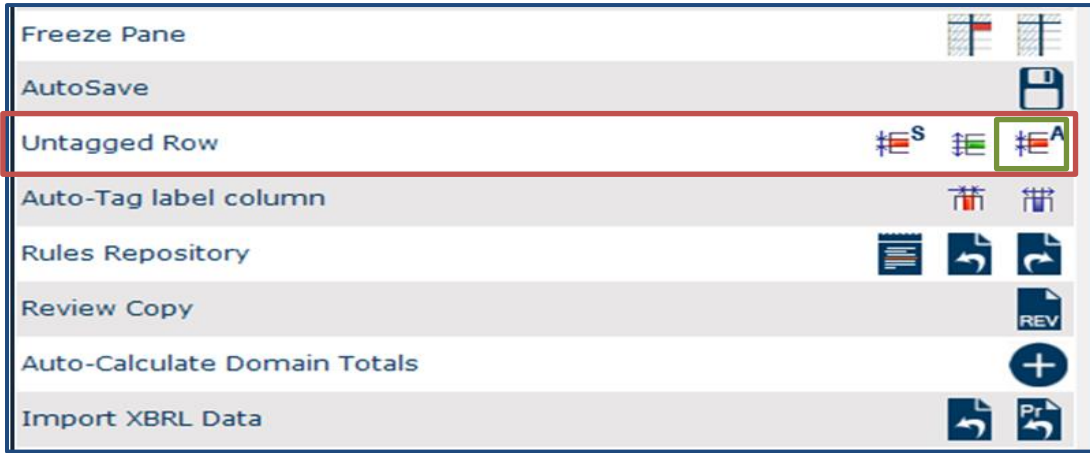 Freeze Pane
AutoSave
Untagged Row S A
Auto-Tag label column
Rules Repository
Review Copy REV
Auto-Calculate Domain Totals
Import XBRL Data Pr